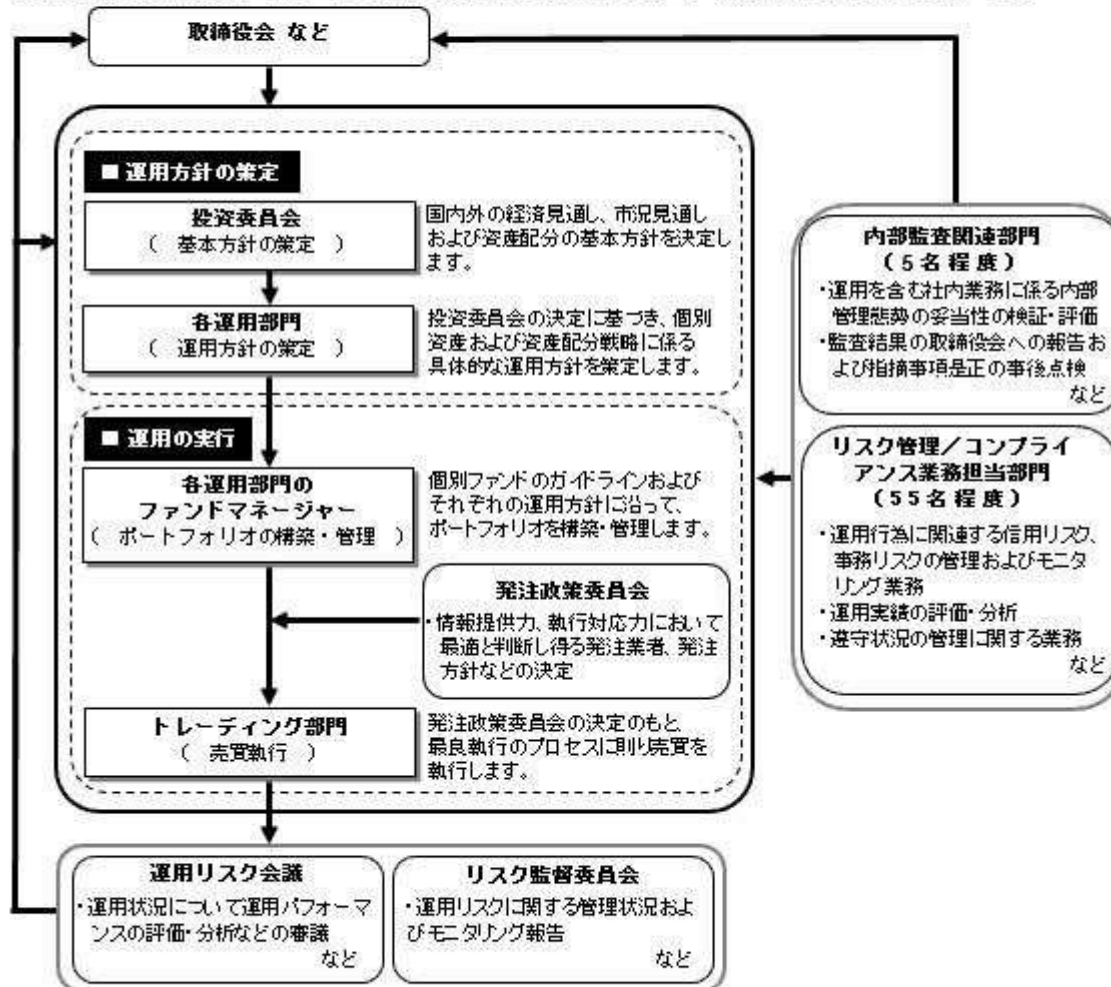 取締役会 など
■ 運用方針の策定
投資委員会
( 基本方針の策定 )
国内外の経済見通し、市況見通し
および資産配分の基本方針を決定し
ます。
各運用部門
( 運用方針の策定 )
投資委員会の決定に基づき、個別
資産および資産配分戦略に係る
具体的な運用方針を策定します。
■ 運用の実行
各運用部門の
ファンドマネージャー
( ポートフォリオの構築・管理 )
個別ファンドのガイドラインおよび
それぞれの運用方針に沿って、
ポートフォリオを構築・管理します。
発注政策委員会
・情報提供力、執行対応力において
最適と判断し得る発注業者、発注
方針などの決定
トレーディング部門
( 売買執行 )
発注政策委員会の決定のもと、
最良執行のプロセスに則り売買を
執行します。
内部監査関連部門
(5名程度)
・運用を含む社内業務に係る内部
管理態勢の妥当性の検証・評価
・監査結果の取締役会への報告お
よび指摘事項是正の事後点検
など
リスク管理/コンプライ
アンス業務担当部門
(55名程度)
・運用行為に関連する信用リスク、
事務リスクの管理およびモニタ
リング業務
・運用実績の評価・分析
・遵守状況の管理に関する業務
など
運用リスク会議
・運用状況について運用パフォーマ
ンスの評価・分析などの審議
など
リスク監督委員会
・運用リスクに関する管理状況およ
びモニタリング報告
など